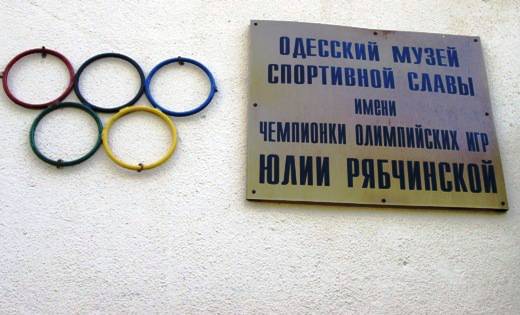 ОДЕССКИЙ МУЗЕЙ
СПОРТИВНОЙ СЛАВЫ
ИМЕНИ
ЧЕМПИОНКИ ОЛИМПИЙСКИХ ИГР
ЮЛИИ РЯБЧИНСКОЙ